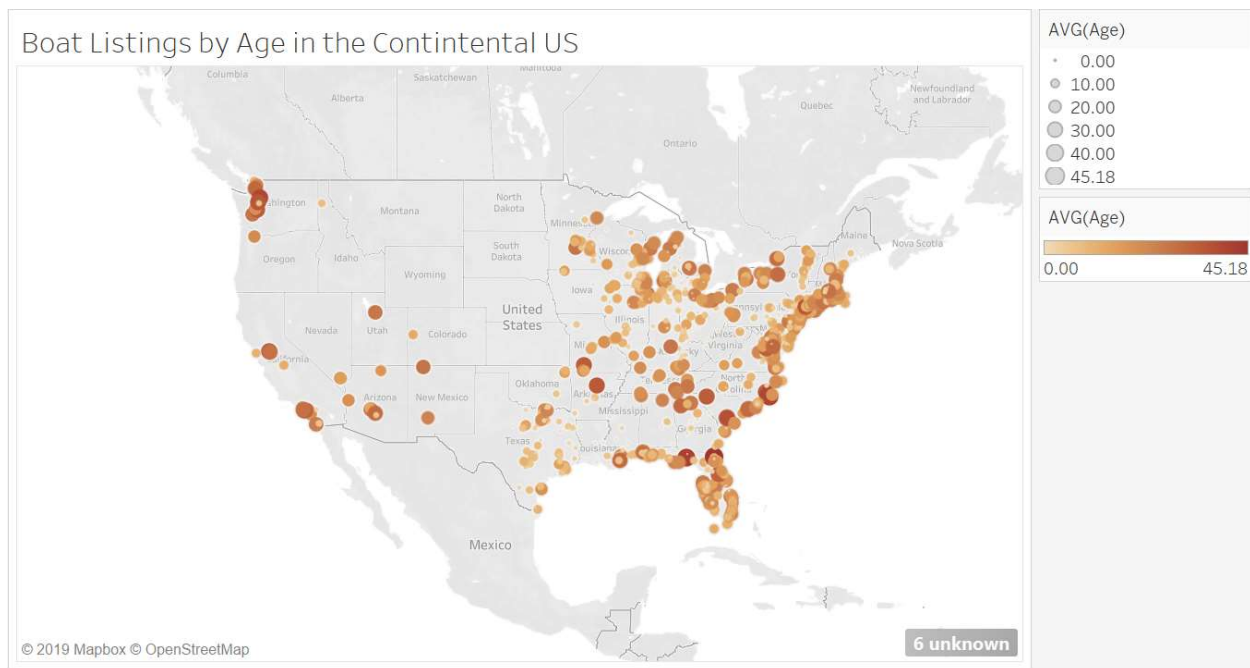 Boat Listings by Age in the Contintental US
Columbia
Saskatchewan
Manitoba
Alberta
Newfoundland
and Labrador
Quebec
Ontario
Washington
Montana
North
Dakota
Maine
Nova Scotia
South
Dakota
Oregon
Idaho
Wyoming
Iowa
United
States
Illinois
Nevada
Utah
Colorado
Virginia
Oklahoma
Arizona
New Mexico
Mississippi
Georgia
Texas
Louisiana
Mexico
© 2019 Mapbox © OpenStreetMap
6 unknown
AVG(Age)
0.00
10.00
20.00
30.00
40.00
45.18
AVG(Age)
0.00 45.18